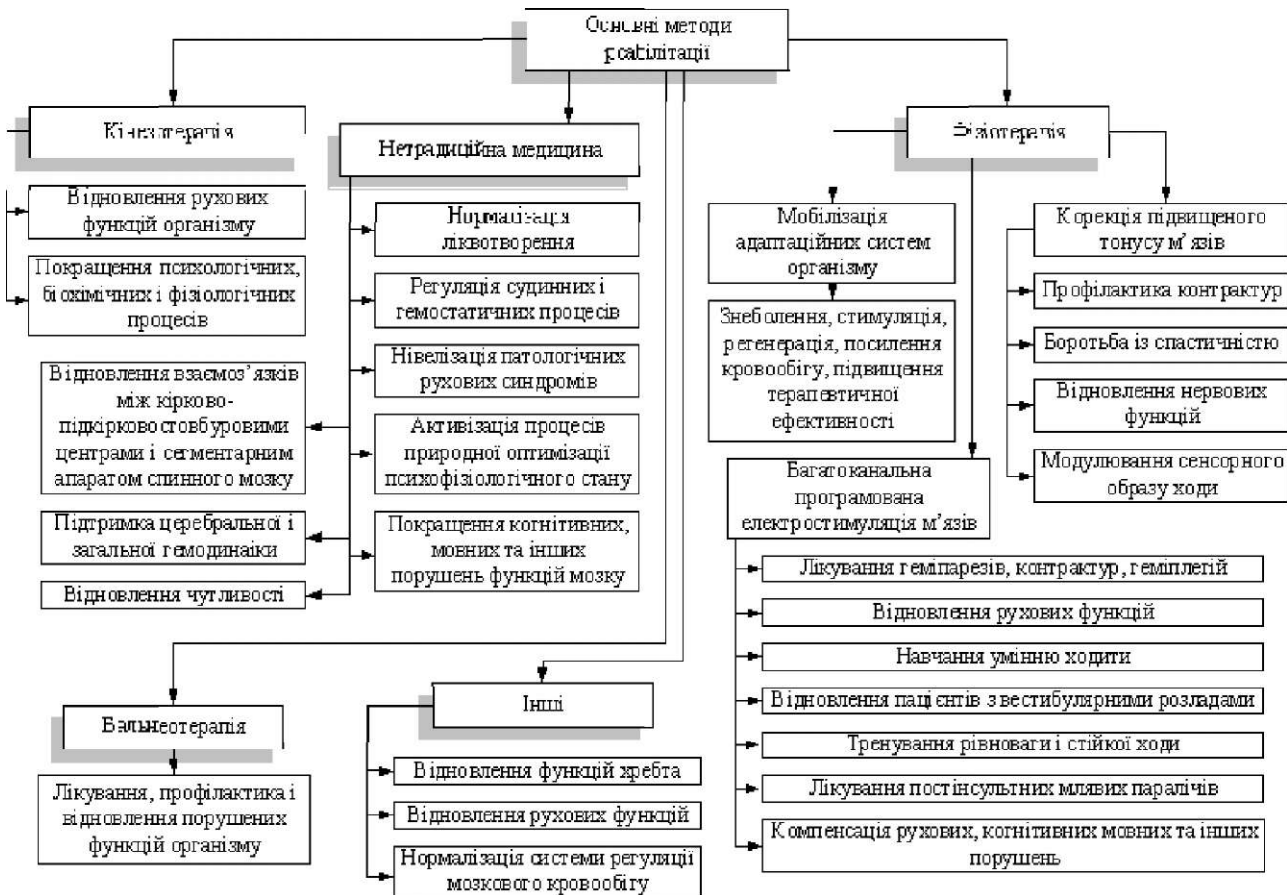 Основні методи
реабілітації
Кінезотерапія
Відновлення рухових
функцій організму
Покращення психологічних,
біохімічних і фізіологічних
процесів
Нетрадиційна медицина
Нормалізація
ліквотворення
Регуляція судинних і
гемостатичних процесів
Нівелізація патологічних
рухових синдромів
Активізація процесів
природної оптимізації
психофізіологічного стану
Покращення когнітивних,
мовних та інших
порушень функцій мозку
Відновлення взаємоз’язків
між кірково-
підкірковостовбуровими
центрами і сегментарним
апаратом спинного мозку
Підтримка церебральної і
загальної гемодинаіки
Відновлення чутливості
Фізіотерапія
Мобілізація
адаптаційних систем
організму
Знеболення, стимуляція,
регенерація, посилення
кровообігу, підвищення
терапевтичної
ефективності
Корекція підвищеного
тонусу м’язів
Профілактика контрактур
Боротьба із спастичністю
Відновлення нервових
функцій
Модулювання сенсорного
образу ходи
Багатоканальна
програмована
електростимуляція м’язів
Лікування геміпарезів, контрактур, геміплегій
Відновлення рухових функцій
Навчання умінню ходити
Відновлення пацієнтів з вестибулярними розладами
Тренування рівноваги і стійкої ходи
Лікування постінсультних млявих паралічів
Компенсація рухових, когнітивних мовних та інших
порушень
Бальнеотерапія
Лікування, профілактика і
відновлення порушених
функцій організму
Інші
Відновлення функцій хребта
Відновлення рухових функцій
Нормалізація системи регуляції
мозкового кровообігу